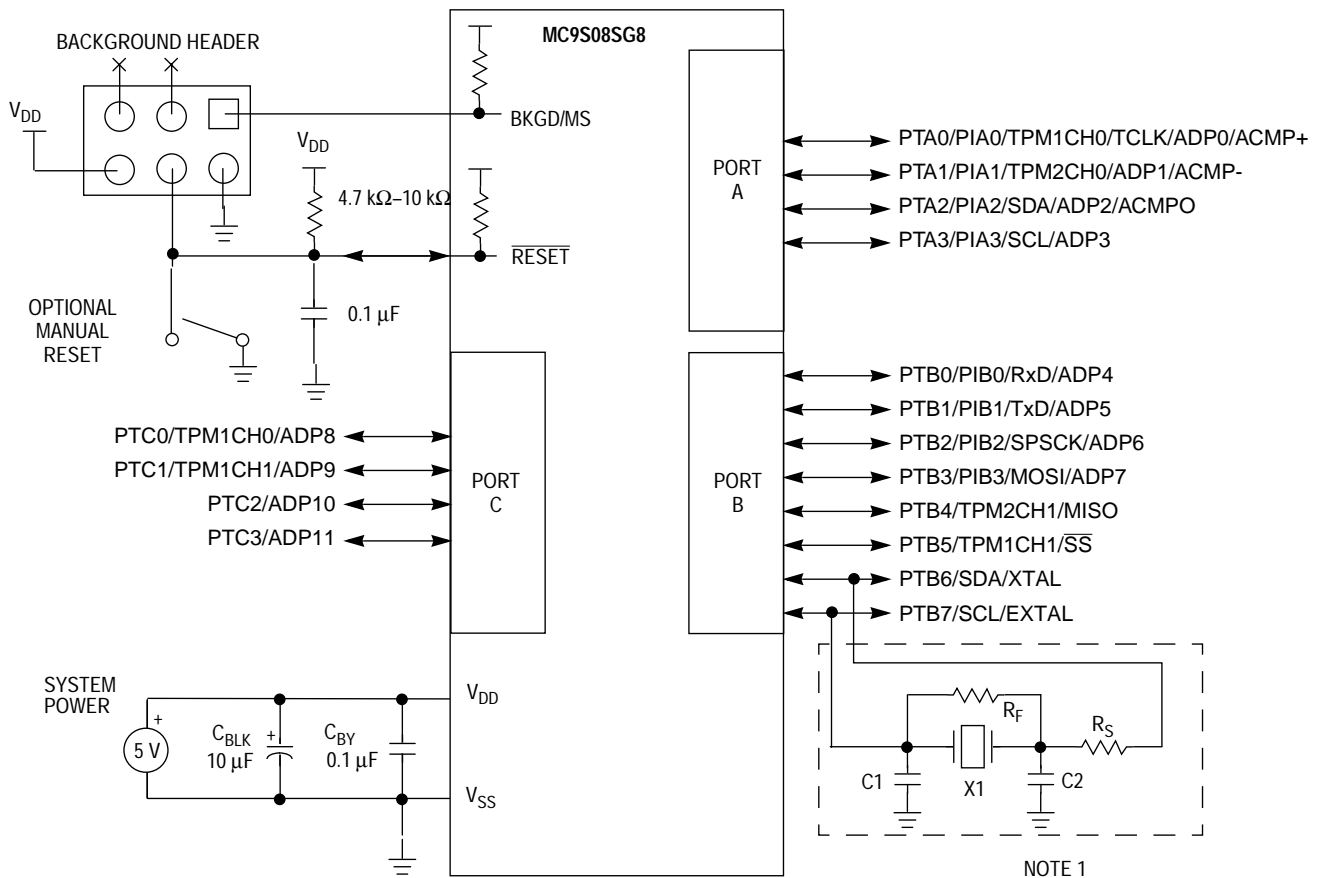 MC9S08SG8
BACKGROUND HEADER
V_DD
BKGD/MS
V_DD
4.7 kΩ–10 kΩ
R̅E̅S̅E̅T̅
0.1 μF
OPTIONAL
MANUAL
RESET
PORT
A
PTA0/PIA0/TPM1CH0/TCLK/ADP0/ACMP+
PTA1/PIA1/TPM2CH0/ADP1/ACMP-
PTA2/PIA2/SDA/ADP2/ACMPO
PTA3/PIA3/SCL/ADP3
PORT
B
PTB0/PIB0/RxD/ADP4
PTB1/PIB1/TxD/ADP5
PTB2/PIB2/SPSCK/ADP6
PTB3/PIB3/MOSI/ADP7
PTB4/TPM2CH1/MISO
PTB5/TPM1CH1/S̅S̅
PTB6/SDA/XTAL
PTB7/SCL/EXTAL
PTC0/TPM1CH0/ADP8
PTC1/TPM1CH1/ADP9
PTC2/ADP10
PTC3/ADP11
PORT
C
SYSTEM
POWER
+
5 V
C_BLK
+
10 μF
C_BY
0.1 μF
V_DD
V_SS
R_F
R_S
C1
X1
C2
NOTE 1